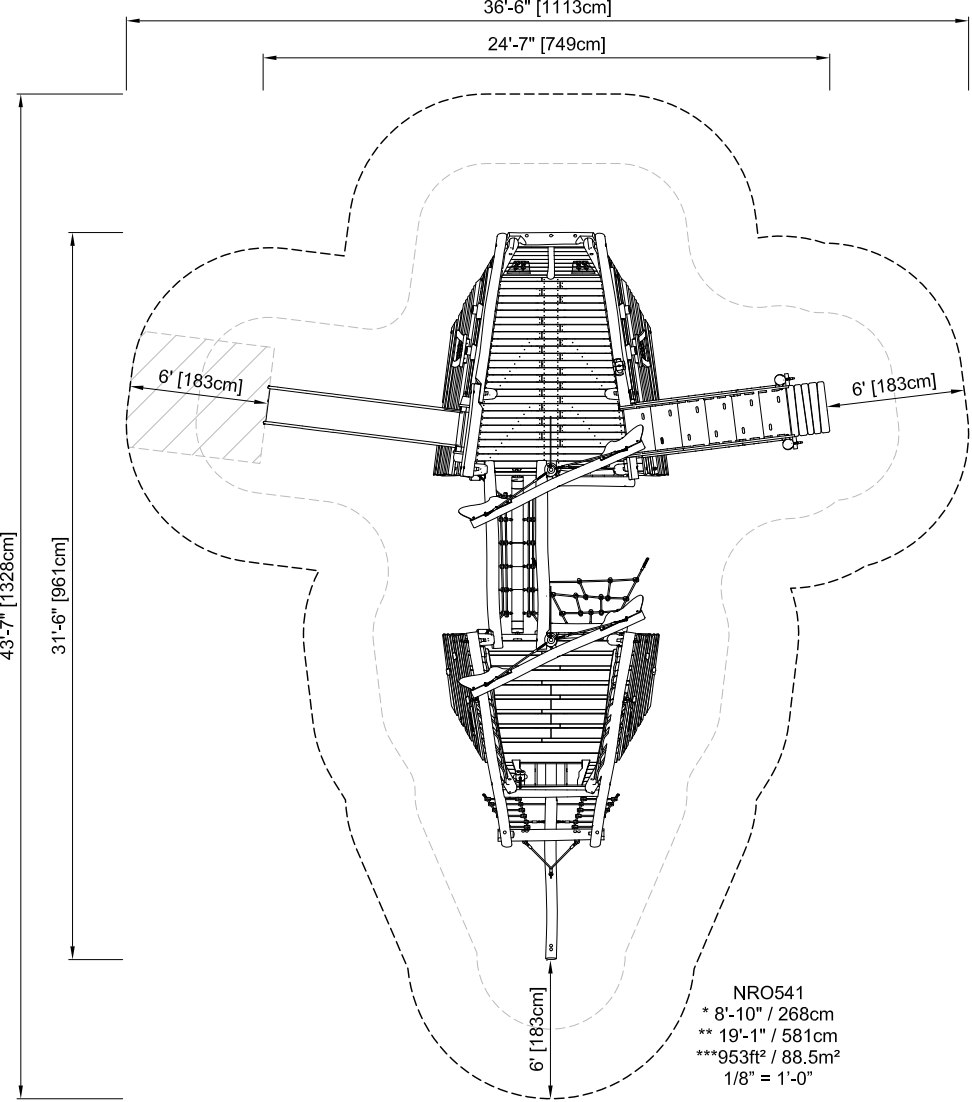 36'-6" [1113cm]
24'-7" [749cm]
6' [183cm]
6' [183cm]
43'-7" [1328cm]
31'-6" [961cm]
6' [183cm]
NRO541
* 8'-10" / 268cm
** 19'-1" / 581cm
***953ft² / 88.5m²
1/8” = 1’-0”